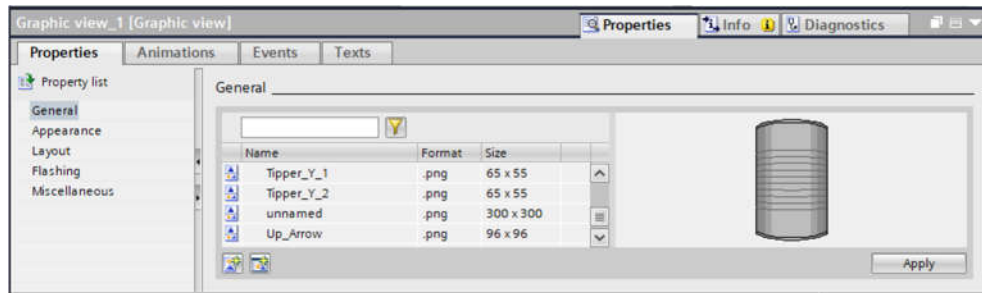 Graphic view_1 [Graphic view]
Properties Info Diagnostics
Properties Animations Events Texts
Property list
General
Appearance
Layout
Flashing
Miscellaneous
General
Name Format Size
Tipper_Y_1 .png 65 x 55
Tipper_Y_2 .png 65 x 55
unnamed .png 300 x 300
Up_Arrow .png 96 x 96
Apply